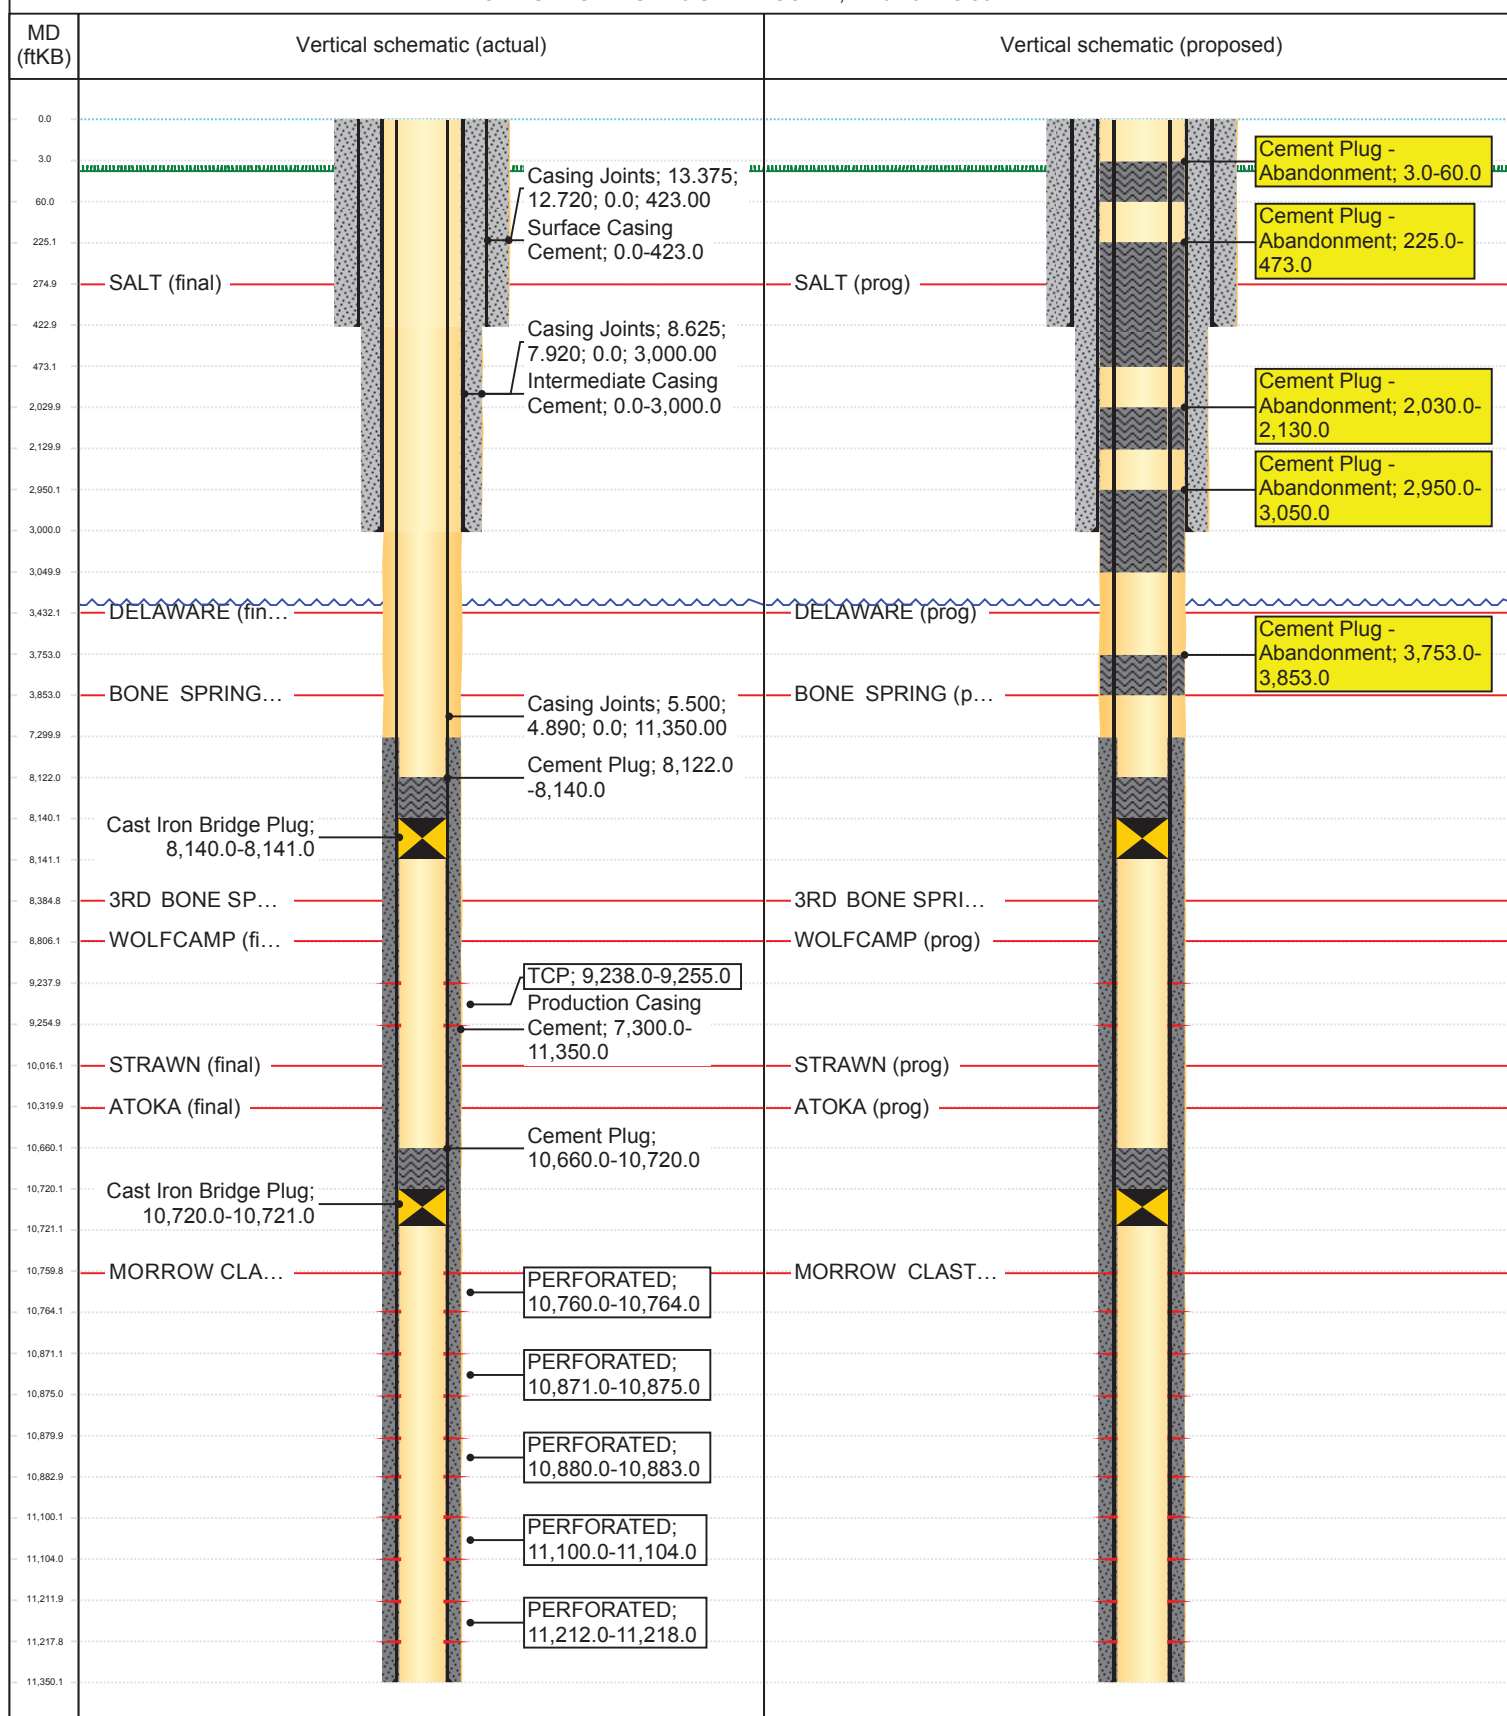 MD
(ftKB)
Vertical schematic (actual)
Vertical schematic (proposed)
0.0
3.0
60.0
225.1
274.9
422.9
473.1
2,029.9
2,129.9
2,950.1
3,000.0
3,049.9
3,432.1
3,753.0
3,853.0
7,299.9
8,122.0
8,140.1
8,141.1
8,384.8
8,806.1
9,237.9
9,254.9
10,016.1
10,319.9
10,660.1
10,720.1
10,721.1
10,759.8
10,764.1
10,871.1
10,875.0
10,879.9
10,882.9
11,100.1
11,104.0
11,211.9
11,217.8
11,350.1
Casing Joints; 13.375;
12.720; 0.0; 423.00
Surface Casing
Cement; 0.0-423.0
SALT (final)
Casing Joints; 8.625;
7.920; 0.0; 3,000.00
Intermediate Casing
Cement; 0.0-3,000.0
DELAWARE (fin...
BONE SPRING...
Casing Joints; 5.500;
4.890; 0.0; 11,350.00
Cement Plug; 8,122.0
-8,140.0
Cast Iron Bridge Plug;
8,140.0-8,141.0
3RD BONE SP...
WOLFCAMP (fi...
TCP; 9,238.0-9,255.0
Production Casing
Cement; 7,300.0-
11,350.0
STRAWN (final)
ATOKA (final)
Cement Plug;
10,660.0-10,720.0
Cast Iron Bridge Plug;
10,720.0-10,721.0
MORROW CLA...
PERFORATED;
10,760.0-10,764.0
PERFORATED;
10,871.0-10,875.0
PERFORATED;
10,880.0-10,883.0
PERFORATED;
11,100.0-11,104.0
PERFORATED;
11,212.0-11,218.0
Cement Plug -
Abandonment; 3.0-60.0
Cement Plug -
Abandonment; 225.0-
473.0
SALT (prog)
Cement Plug -
Abandonment; 2,030.0-
2,130.0
Cement Plug -
Abandonment; 2,950.0-
3,050.0
DELAWARE (prog)
Cement Plug -
Abandonment; 3,753.0-
3,853.0
BONE SPRING (p...
3RD BONE SPRI...
WOLFCAMP (prog)
STRAWN (prog)
ATOKA (prog)
MORROW CLAST...